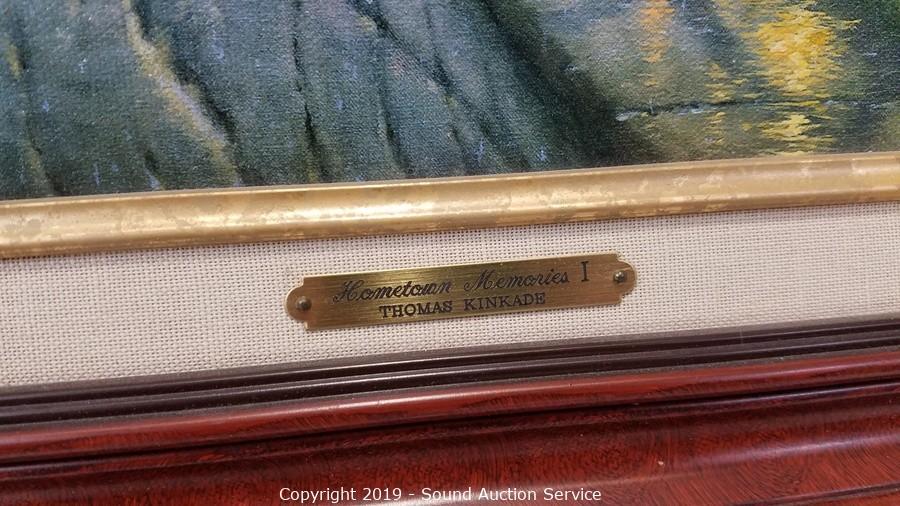 Hometown Memories I
THOMAS KINKADE
Copyright 2019 - Sound Auction Service